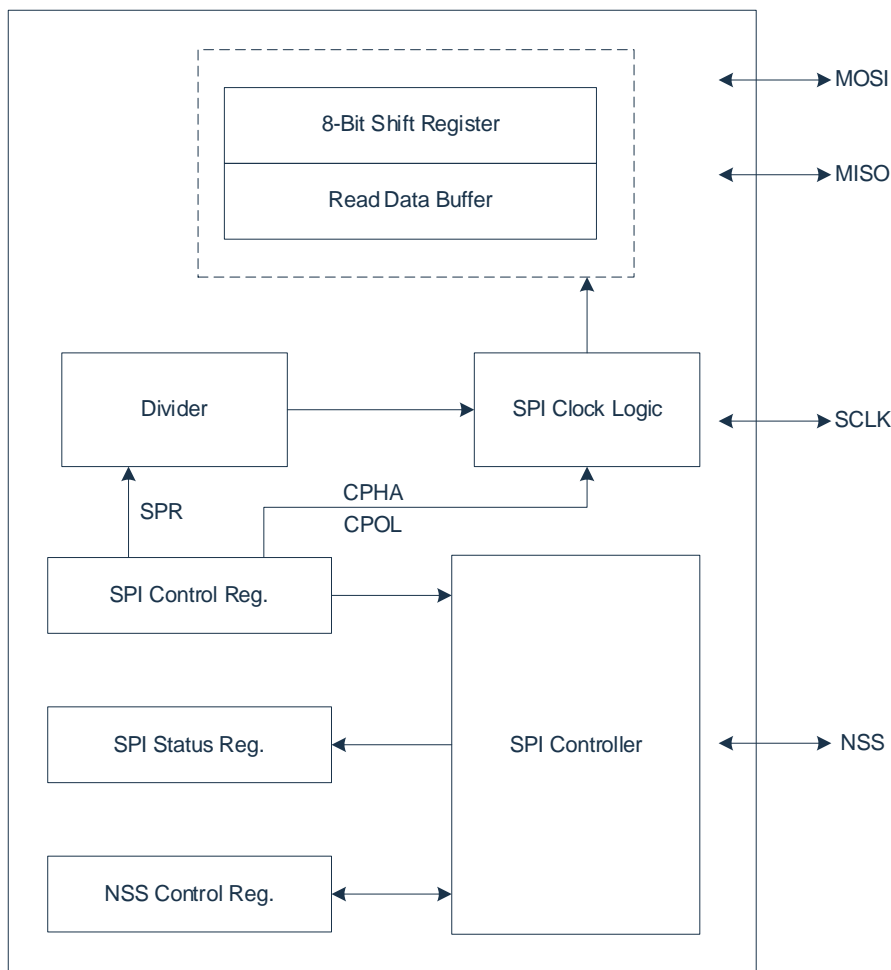 MOSI
8-Bit Shift Register
MISO
Read Data Buffer
Divider
SPI Clock Logic
SCLK
CPHA
SPR
CPOL
SPI Control Reg.
SPI Status Reg.
SPI Controller
NSS
NSS Control Reg.